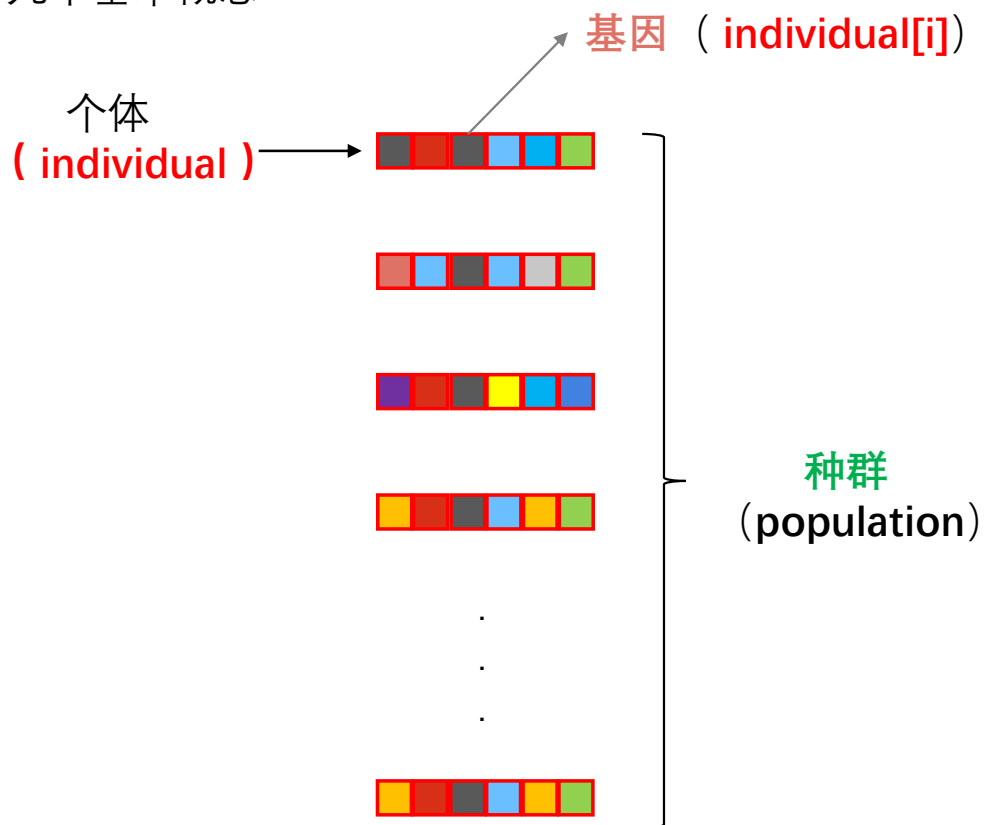 基因（ individual[i]）
个体
( individual )
种群
（population）
.
.
.